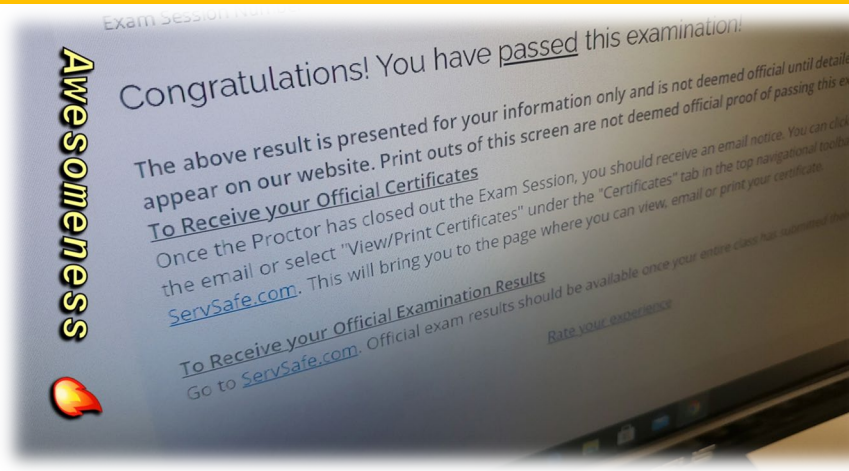 Exam Session
Congratulations! You have passed this examination!
The above result is presented for your information only and is not deemed official until
appear on our website. Print outs of this screen are not deemed official proof of passing this
To Receive your Official Certificates
Once the Proctor has closed out the Exam Session, you should receive an email notice. You can click
the email or select "View/Print Certificates" under the "Certificates" tab in the top navigational
ServSafe.com. This will bring you to the page where you can view, email or print your certificate.
To Receive your Official Examination Results
Go to ServSafe.com. Official exam results should be available once your entire class has submitted their
Rate your experience
Awesomeness